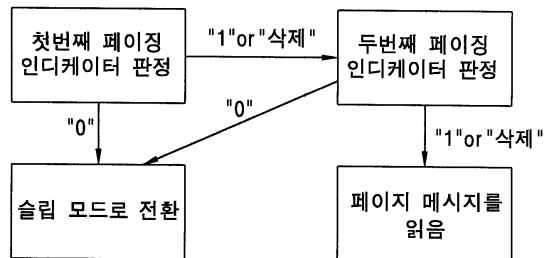 첫번째 페이징
인디케이터 판정
"1"or"삭제"
두번째 페이징
인디케이터 판정
"0"
"0"
"1"or"삭제"
슬립 모드로 전환
페이지 메시지를
읽음